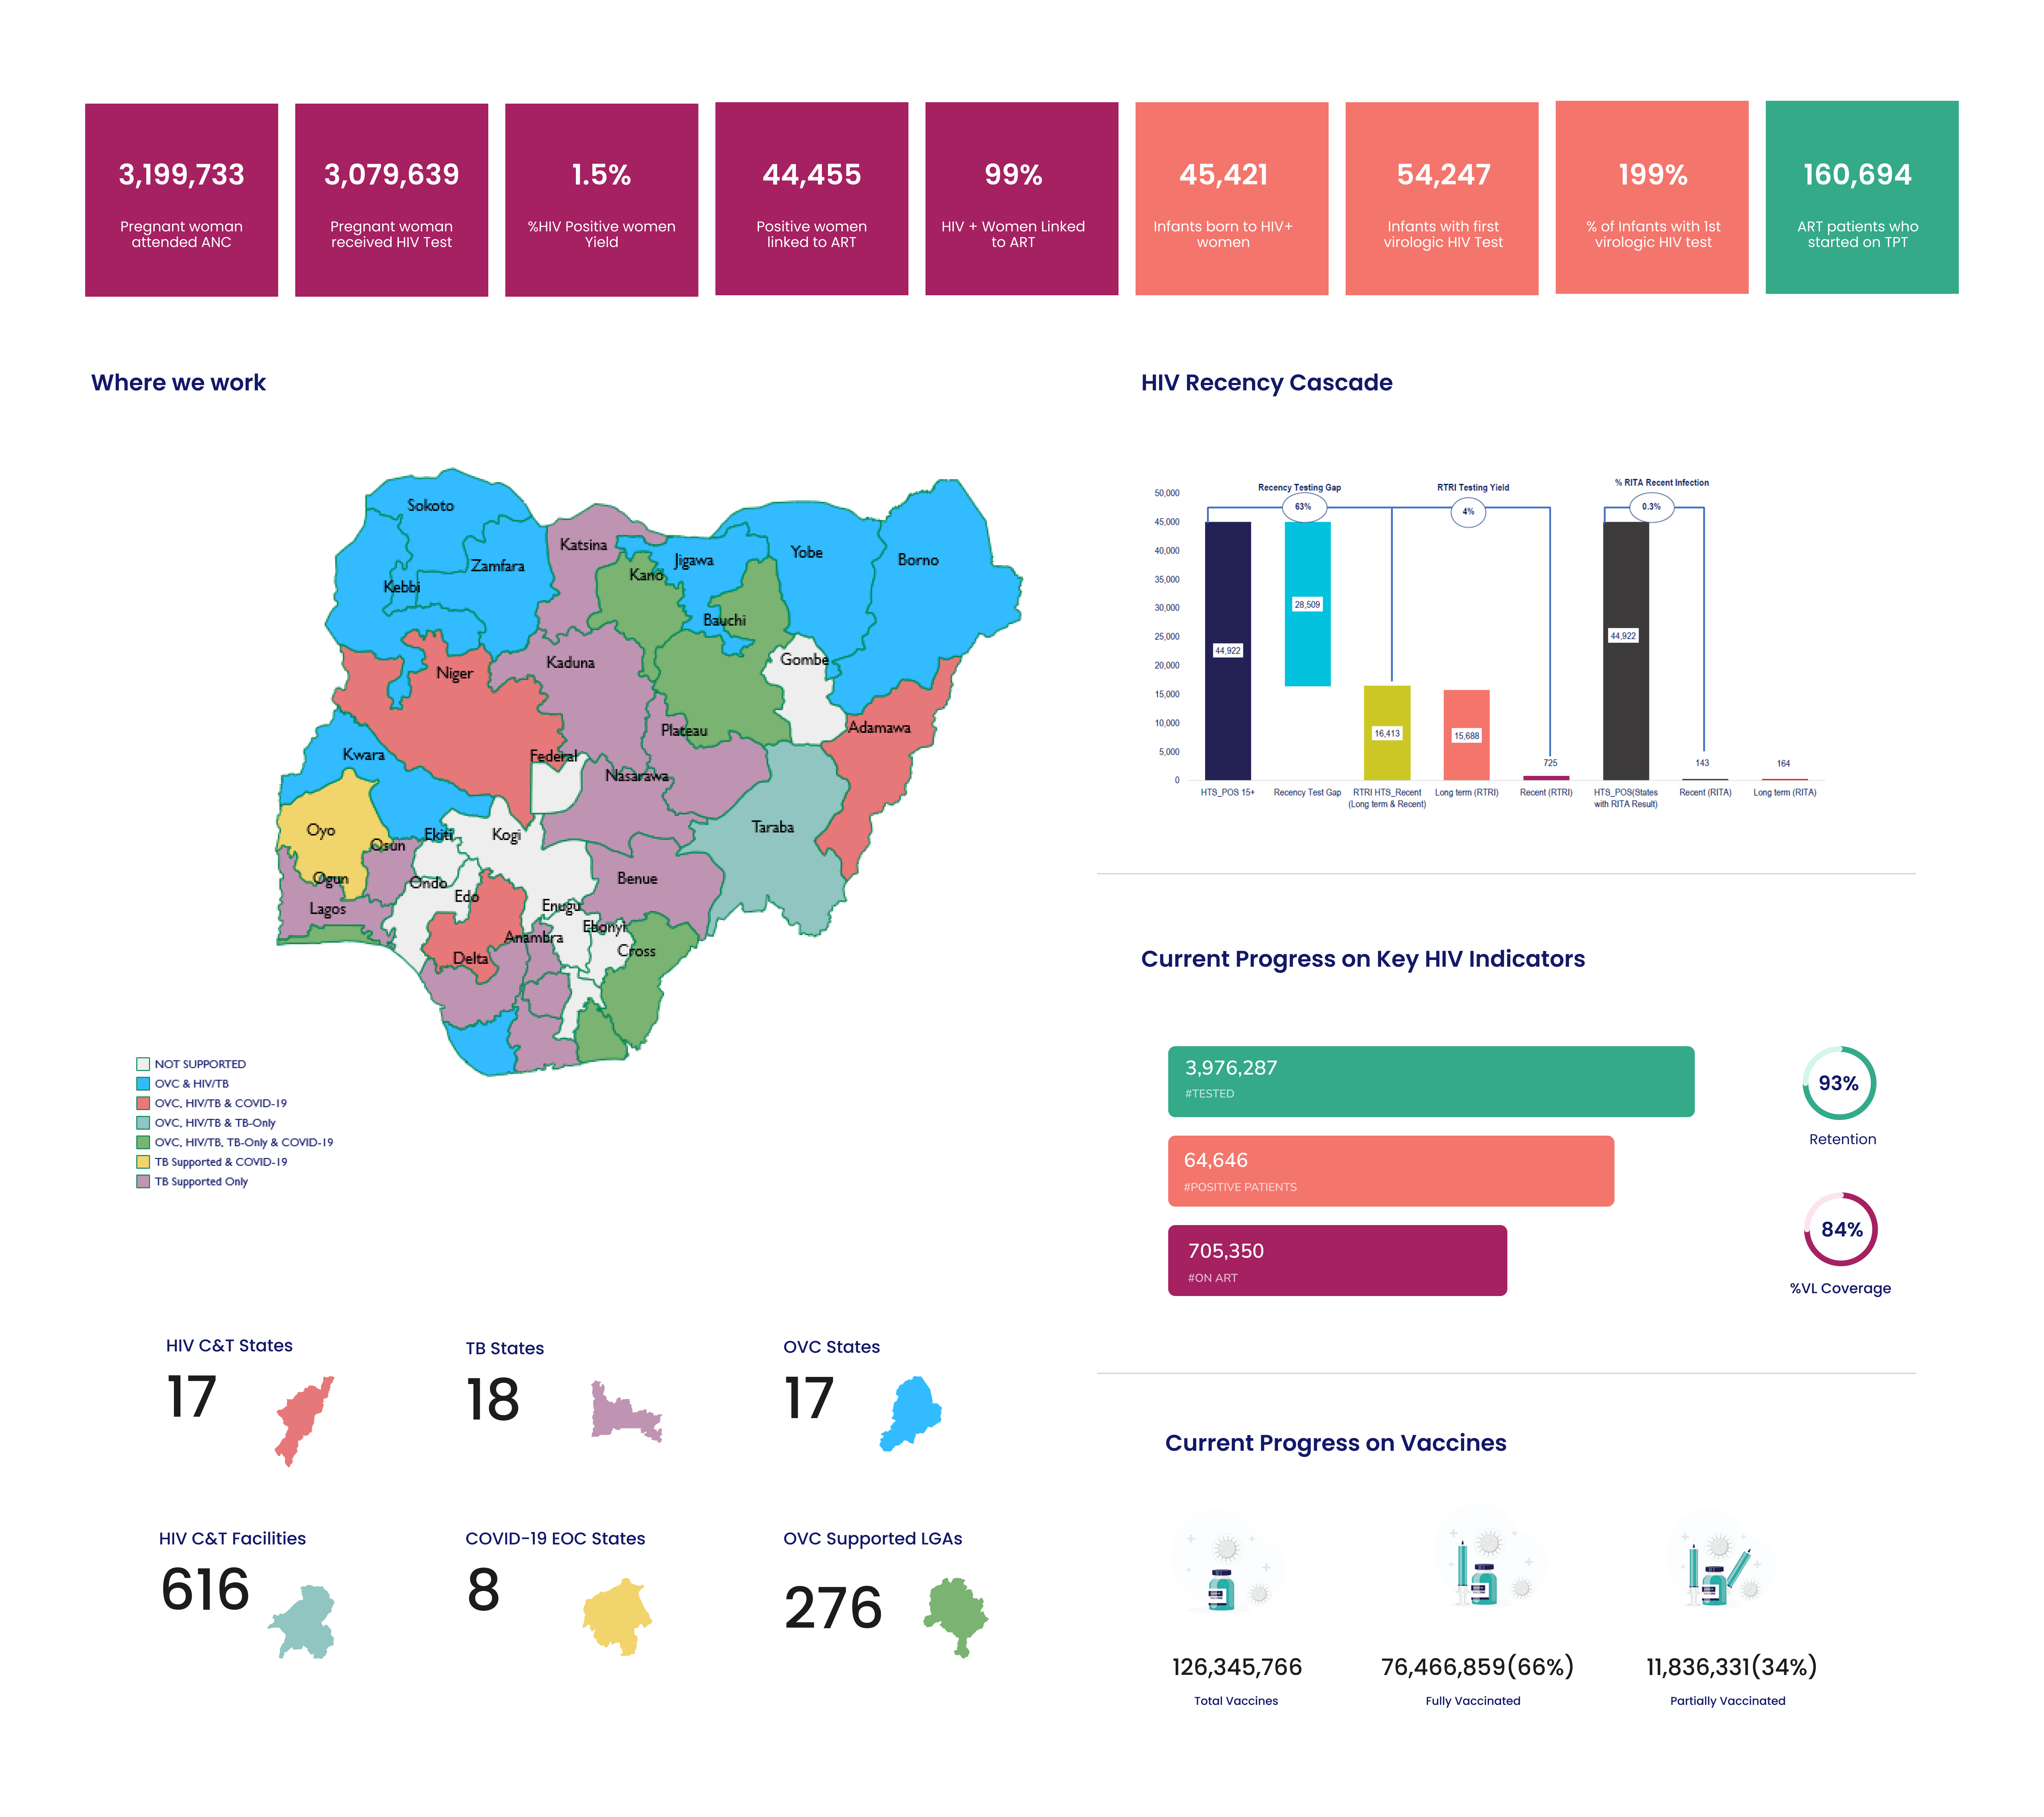 3,199,733
Pregnant woman
attended ANC
3,079,639
Pregnant woman
received HIV Test
1.5%
%HIV Positive women
Yield
44,455
Positive women
linked to ART
99%
HIV + Women Linked
to ART
45,421
Infants born to HIV+
women
54,247
Infants with first
virologic HIV Test
199%
% of Infants with 1st
virologic HIV test
160,694
ART patients who
started on TPT
Where we work
Sokoto
Zamfara
Kebbi
Katsina
Kano
Jigawa
Yobe
Borno
Bauchi
Gombe
Kaduna
Niger
Plateau
Adamawa
Federal
Nasarawa
Kwara
Taraba
Oyo
Osun
Ekiti
Kogi
Ogun
Ondo
Edo
Benue
Lagos
Enugu
Ebonyi
Anambra
Cross
Delta
NOT SUPPORTED
OVC & HIV/TB
OVC, HIV/TB & COVID-19
OVC, HIV/TB & TB-Only
OVC, HIV/TB, TB-Only & COVID-19
TB Supported & COVID-19
TB Supported Only
HIV C&T States
17
TB States
18
OVC States
17
HIV C&T Facilities
616
COVID-19 EOC States
8
OVC Supported LGAs
276
HIV Recency Cascade
Recency Testing Gap
63%
RTRI Testing Yield
4%
% RITA Recent Infection
0.3%
50,000
45,000
40,000
35,000
30,000
25,000
20,000
15,000
10,000
5,000
0
44,922
28,509
16,413
15,688
725
44,922
143
164
HTS_POS 15+
Recency Test Gap
RTRI HTS_Recent
(Long term & Recent)
Long term (RTRI)
Recent (RTRI)
HTS_POS(States
with RITA Result)
Recent (RITA)
Long term (RITA)
Current Progress on Key HIV Indicators
3,976,287
#TESTED
64,646
#POSITIVE PATIENTS
705,350
#ON ART
93%
Retention
84%
%VL Coverage
Current Progress on Vaccines
126,345,766
Total Vaccines
76,466,859(66%)
Fully Vaccinated
11,836,331(34%)
Partially Vaccinated